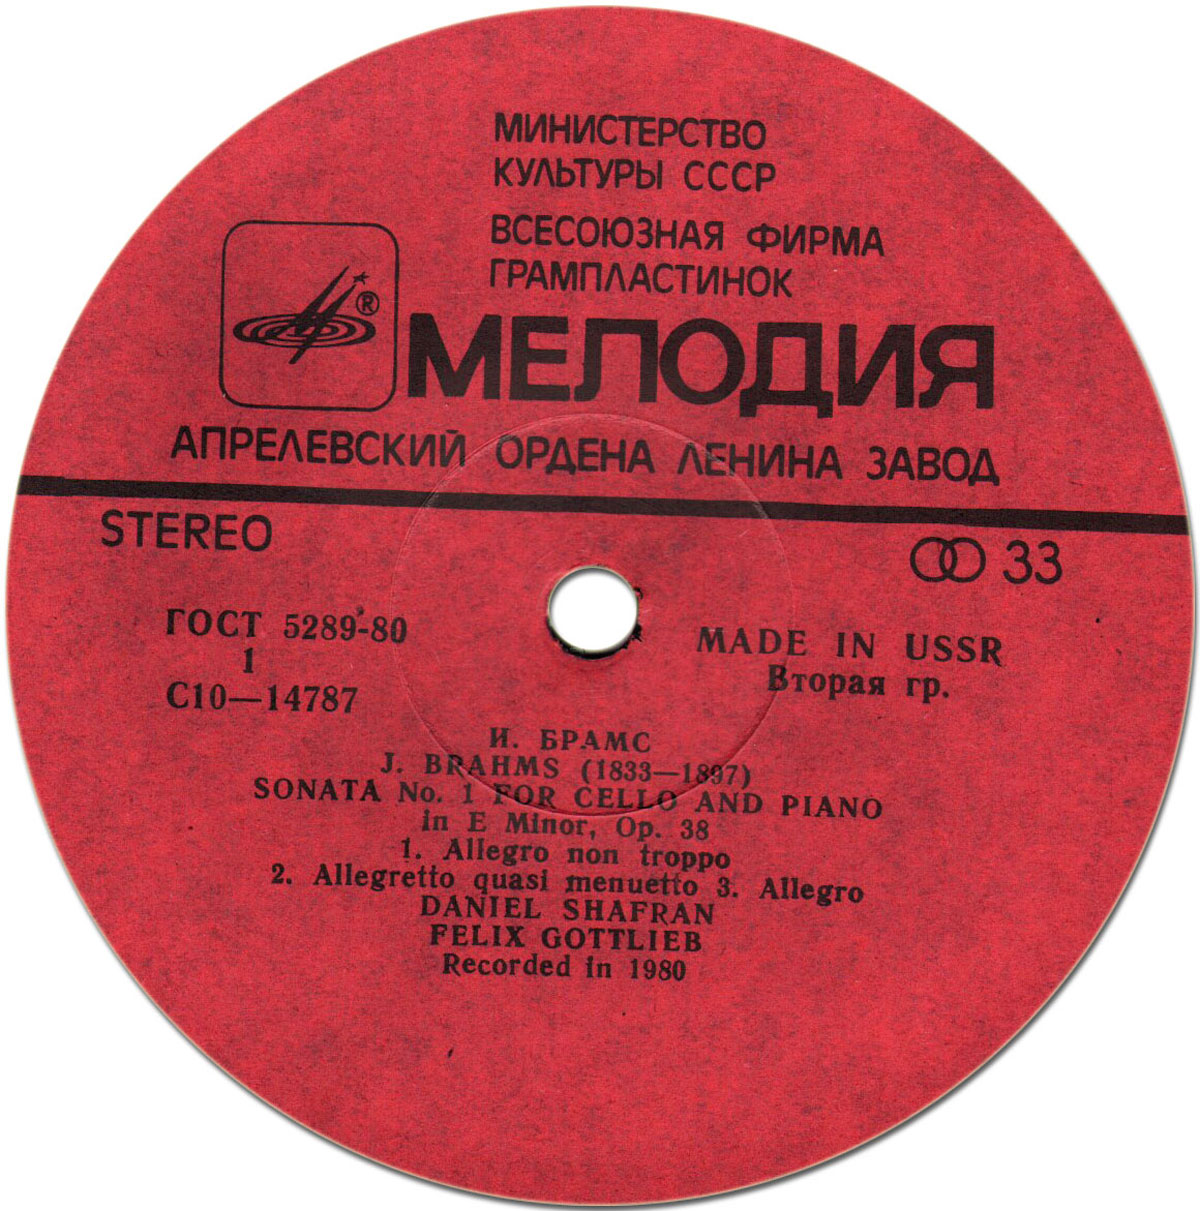 МИНИСТЕРСТВО
КУЛЬТУРЫ СССР
ВСЕСОЮЗНАЯ ФИРМА
ГРАМПЛАСТИНОК
®
МЕЛОДИЯ
АПРЕЛЕВСКИЙ ОРДЕНА ЛЕНИНА ЗАВОД
STEREO
33
ГОСТ 5289-80
MADE IN USSR
1
Вторая гр.
С10—14787
И. БРАМС
J. BRAHMS (1833—1897)
SONATA No. 1 FOR CELLO AND PIANO
in E Minor, Op. 38
1. Allegro non troppo
2. Allegretto quasi menuetto 3. Allegro
DANIEL SHAFRAN
FELIX GOTTLIEB
Recorded in 1980